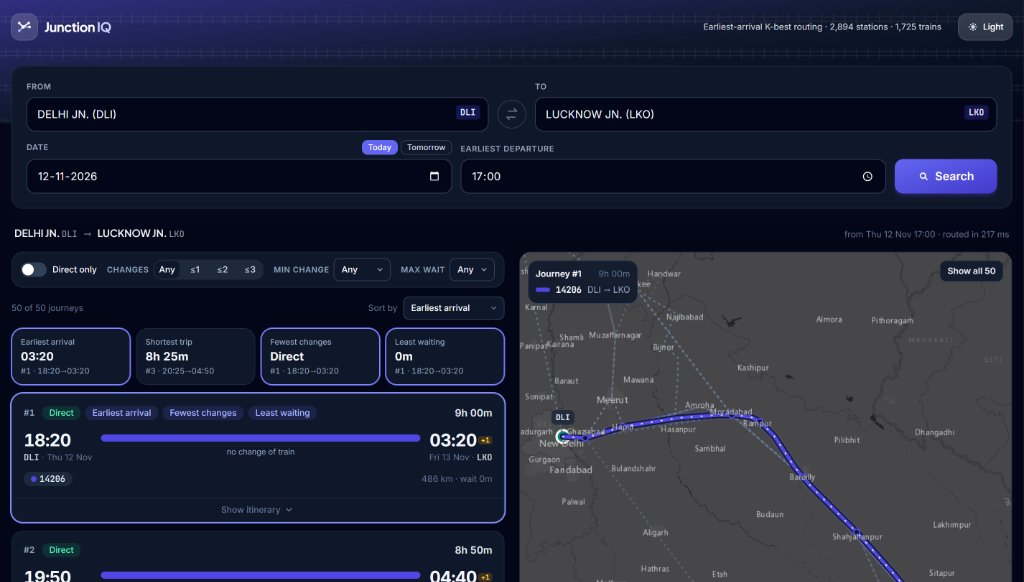 JunctionIQ
Earliest-arrival K-best routing · 2,894 stations · 1,725 trains
Light
FROM
DELHI JN. (DLI)
DLI
TO
LUCKNOW JN. (LKO)
LKO
DATE
Today
Tomorrow
12-11-2026
EARLIEST DEPARTURE
17:00
Search
DELHI JN. DLI → LUCKNOW JN. LKO
from Thu 12 Nov 17:00 · routed in 217 ms
Direct only
CHANGES
Any
≤1
≤2
≤3
MIN CHANGE
Any
MAX WAIT
Any
50 of 50 journeys
Sort by
Earliest arrival
Earliest arrival
03:20
#1 · 18:20→03:20
Shortest trip
8h 25m
#3 · 20:25→04:50
Fewest changes
Direct
#1 · 18:20→03:20
Least waiting
0m
#1 · 18:20→03:20
#1
Direct
Earliest arrival
Fewest changes
Least waiting
9h 00m
18:20
03:20 +1
DLI · Thu 12 Nov
no change of train
Fri 13 Nov · LKO
14206
486 km · wait 0m
Show itinerary
#2
Direct
8h 50m
19:50
04:40 +1
Journey #1
9h 00m
14206
DLI → LKO
Show all 50
Haridwar
Karnal
Najibabad
Almora
Pithoragarh
MAHAKALI
SETI
Shamli
Muzaffarnagar
Panipat
Kairana
Bijnor
Baraut
Mawana
Kashipur
Sonipat
Meerut
Amroha
Moradabad
DLI
Ghaziabad
Hapur
Hasanpur
Rampur
Dhangadhi
New Delhi
Sambhal
Pilibhit
Gurgaon
Faridabad
Bulandshahr
Bareilly
Palwal
Budaun
Lakhimpur
Aligarh
Shahjahanpur
Hathras
Etah
Sitapur